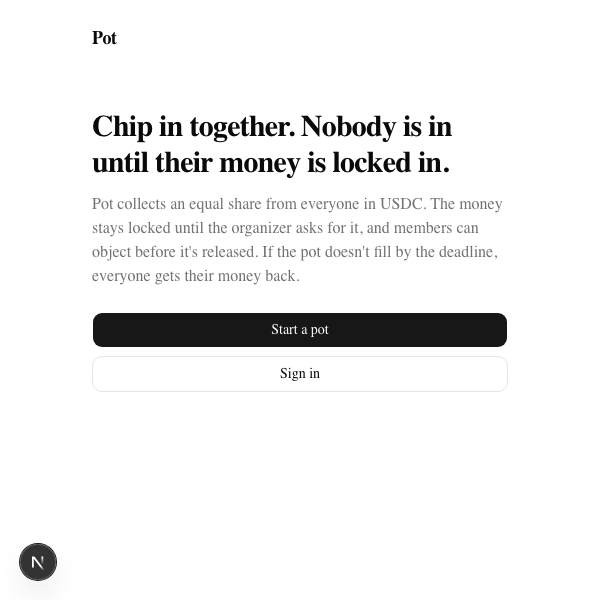 Pot
Chip in together. Nobody is in
until their money is locked in.
Pot collects an equal share from everyone in USDC. The money
stays locked until the organizer asks for it, and members can
object before it's released. If the pot doesn't fill by the deadline,
everyone gets their money back.
Start a pot
Sign in
N